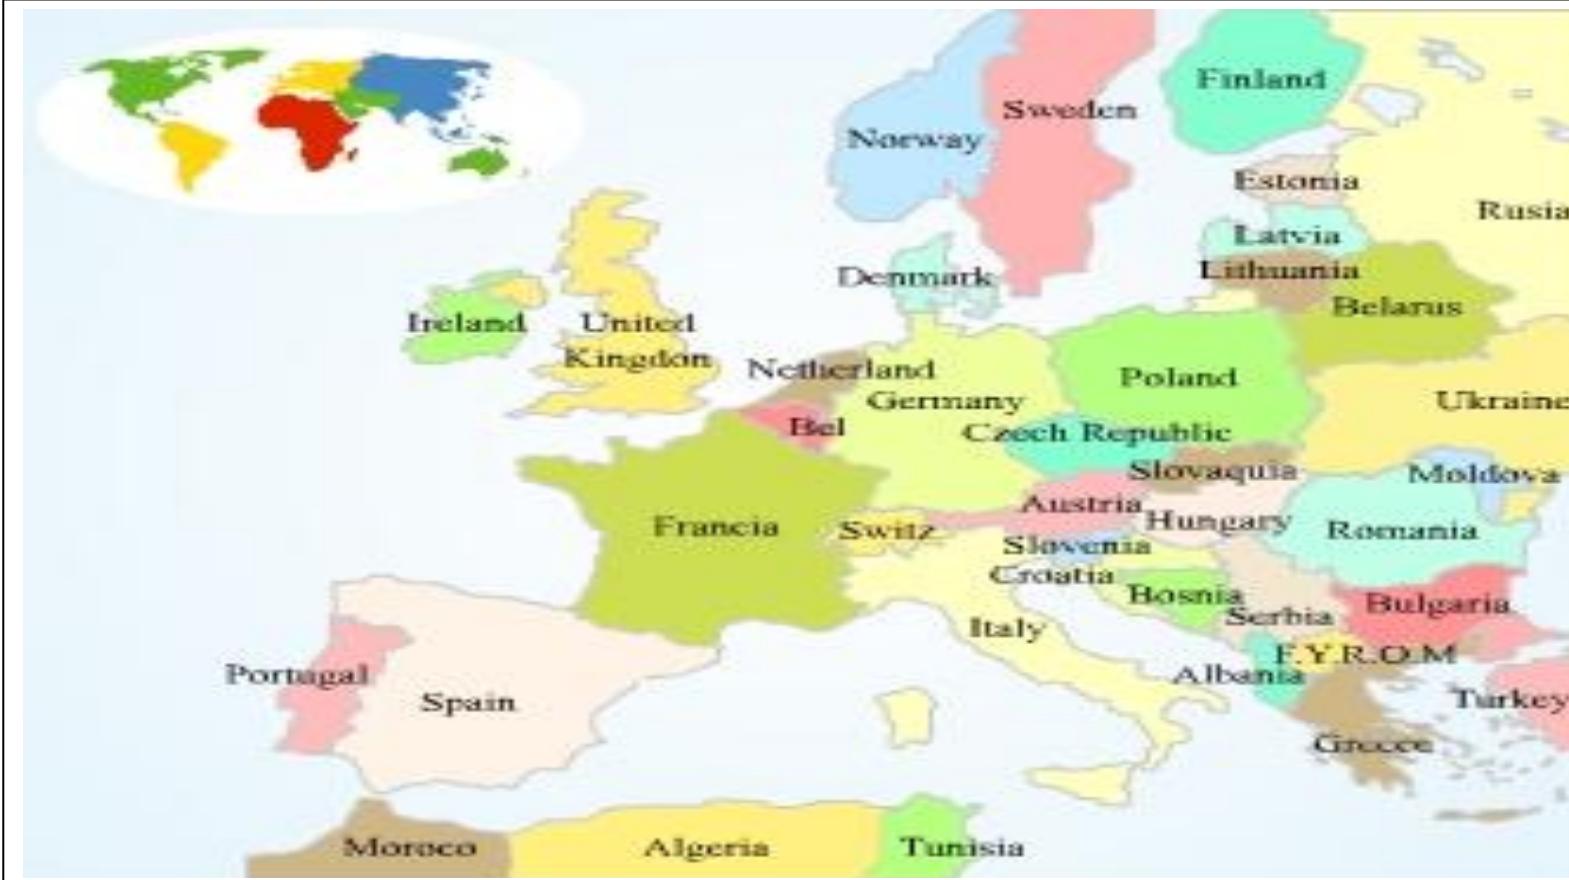 Finland
Sweden
Norway
Estonia
Rusia
Latvia
Lithuania
Denmark
Belarus
Ireland
United
Kingdon
Netherland
Poland
Germany
Ukraine
Bel
Czech Republic
Slovaquia
Moldova
Austria
Hungary
Francia
Switz
Romania
Slovenia
Croatia
Bosnia
Bulgaria
Serbia
Italy
F.Y.R.O.M
Albania
Portugal
Spain
Turkey
Greece
Moroco
Algeria
Tunisia